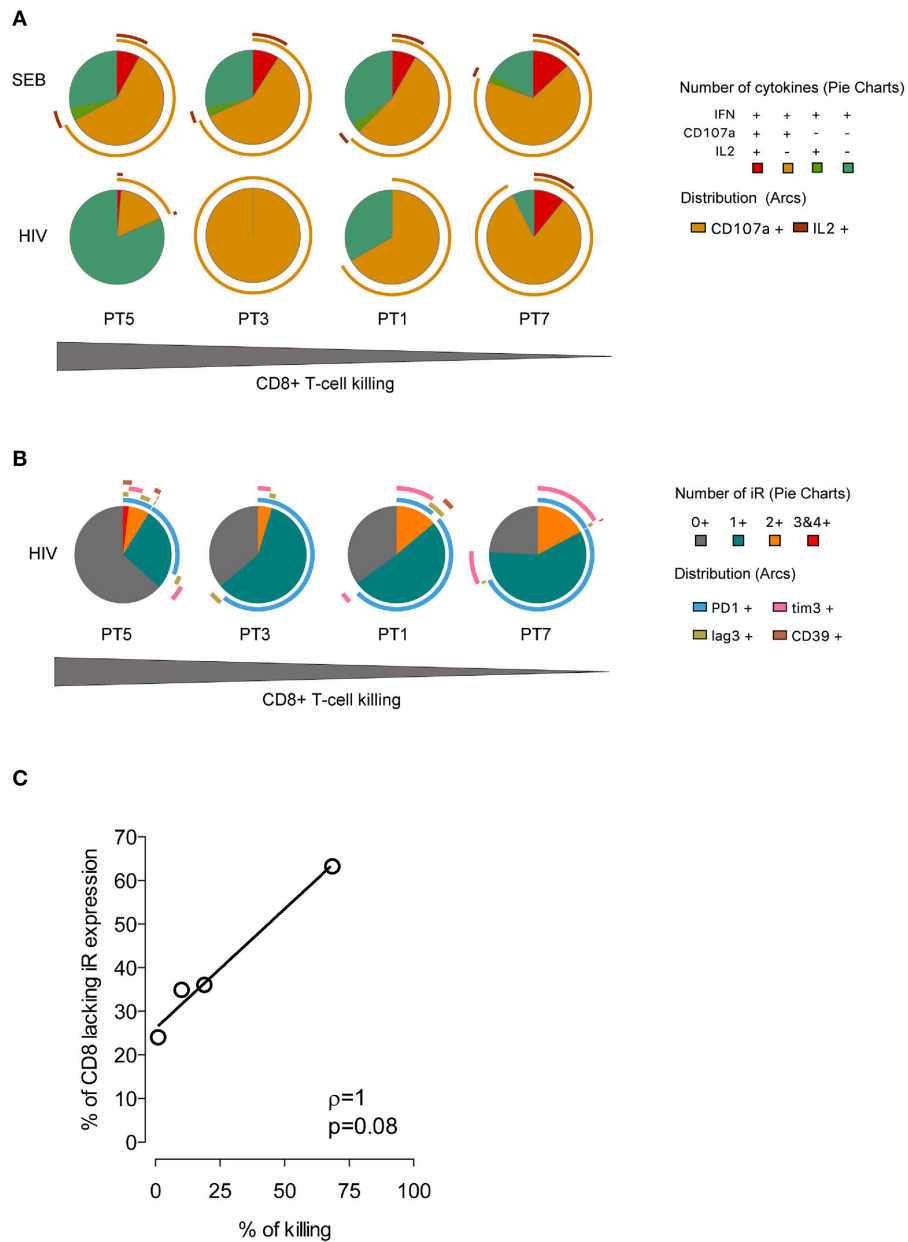 A
SEB
HIV
PT5 PT3 PT1 PT7
CD8+ T-cell killing
Number of cytokines (Pie Charts)
IFN + + + +
CD107a + + - -
IL2 + - + -
Distribution (Arcs)
CD107a + IL2 +
B
HIV
PT5 PT3 PT1 PT7
CD8+ T-cell killing
Number of iR (Pie Charts)
0+ 1+ 2+ 3&4+
Distribution (Arcs)
PD1 + tim3 +
lag3 + CD39 +
C
% of CD8 lacking iR expression
70
60
50
40
30
20
10
0
ρ=1
p=0.08
0 25 50 75 100
% of killing